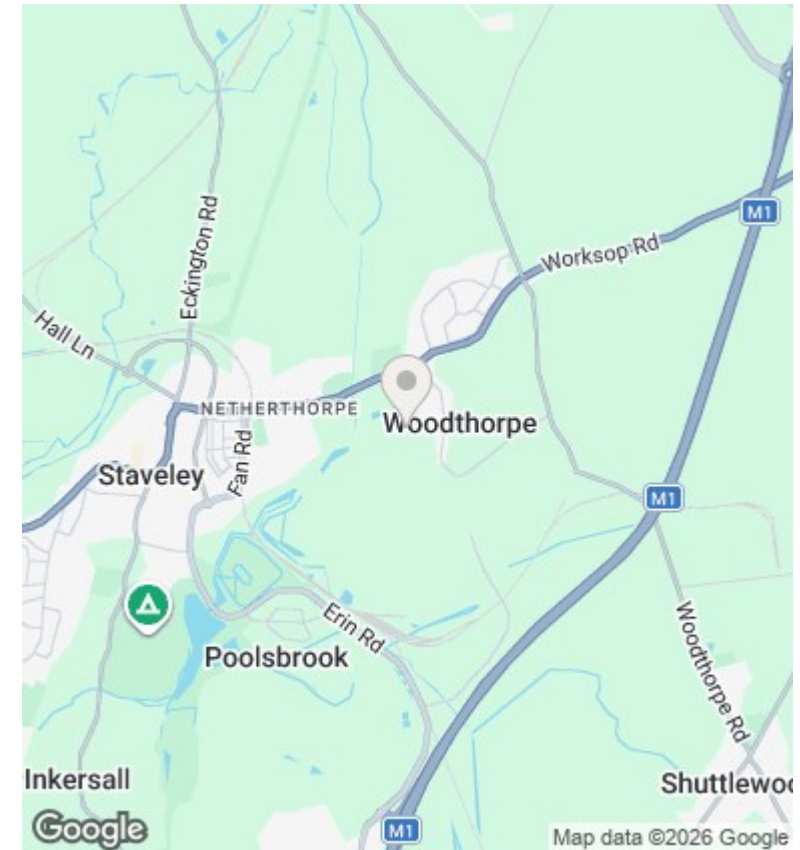 M1
Eckington Rd
Worksop Rd
Hall Ln
NETHERTHORPE
Woodthorpe
Fan Rd
Staveley
M1
Erin Rd
Poolsbrook
Woodthorpe Rd
Inkersall
Shuttlewoo
Google
M1
Map data ©2026 Google